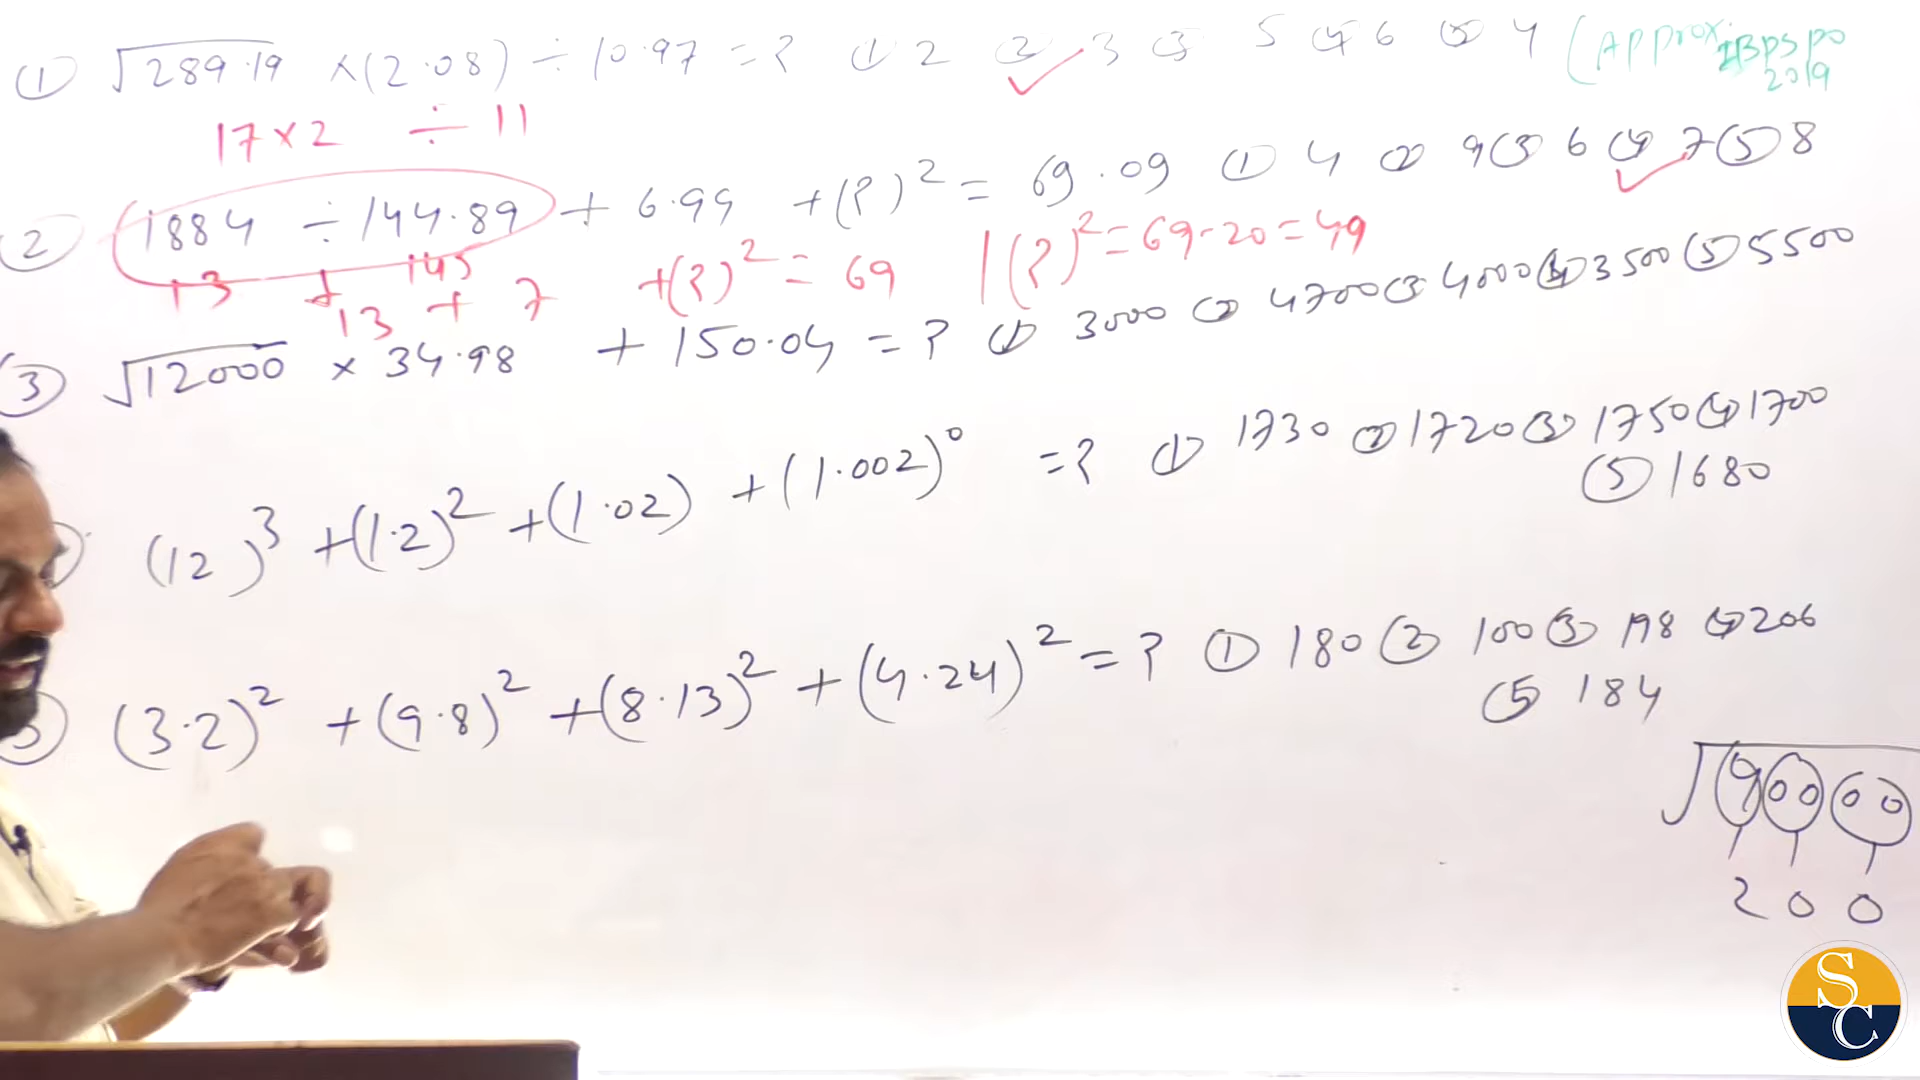 ① √289.19 ×(2.08) ÷ 10.97 = ? ① 2 ② 3 ③ 5 ④ 6 ⑤ 4 (Approx. IBPS PO
2019
17×2 ÷ 11
② 1884 ÷ 144.89 + 6.99 +(?)² = 69.09 ① 4 ② 9 ③ 6 ④ 7 ⑤ 8
13 145
13 + 7 +(?)² = 69 | (?)² = 69-20 = 49
③ √12000 × 34.98 + 150.04 = ? ① 3000 ② 4700 ③ 4000 ④ 3500 ⑤ 5500
(12)³ +(1.2)² +(1.02) +(1.002)⁰ =? ① 1730 ② 1720 ③ 1750 ④ 1700
⑤ 1680
(3.2)² +(9.8)² +(8.13)² +(4.24)² = ? ① 180 ② 100 ③ 198 ④ 206
⑤ 184
√90000
200
SC